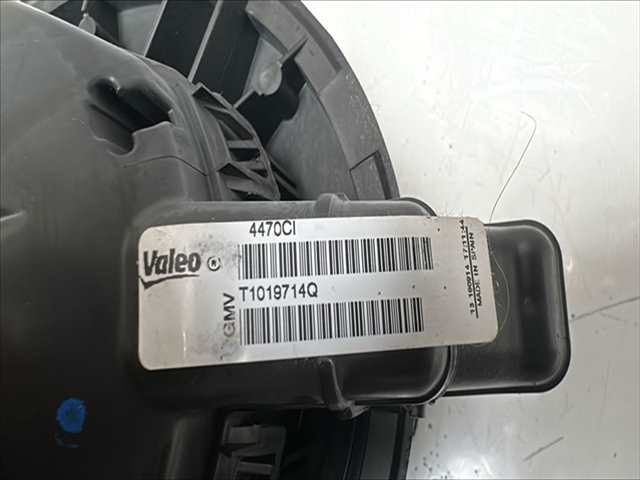 4470CI
Valeo ®
T1019714Q
GMV
MADE IN SPAIN